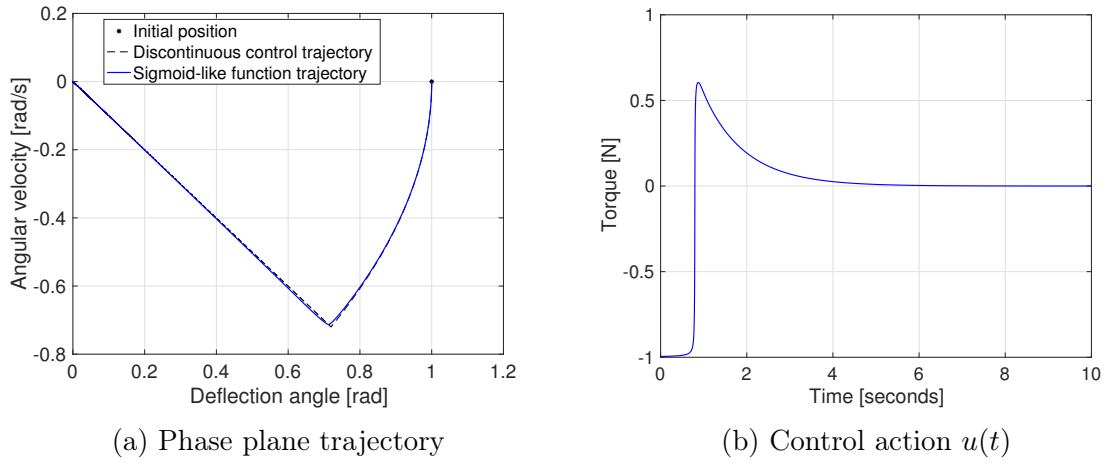 0.2
0
-0.2
-0.4
-0.6
-0.8
Angular velocity [rad/s]
Initial position
Discontinuous control trajectory
Sigmoid-like function trajectory
0 0.2 0.4 0.6 0.8 1 1.2
Deflection angle [rad]
(a) Phase plane trajectory
1
0.5
0
-0.5
-1
Torque [N]
0 2 4 6 8 10
Time [seconds]
(b) Control action u(t)